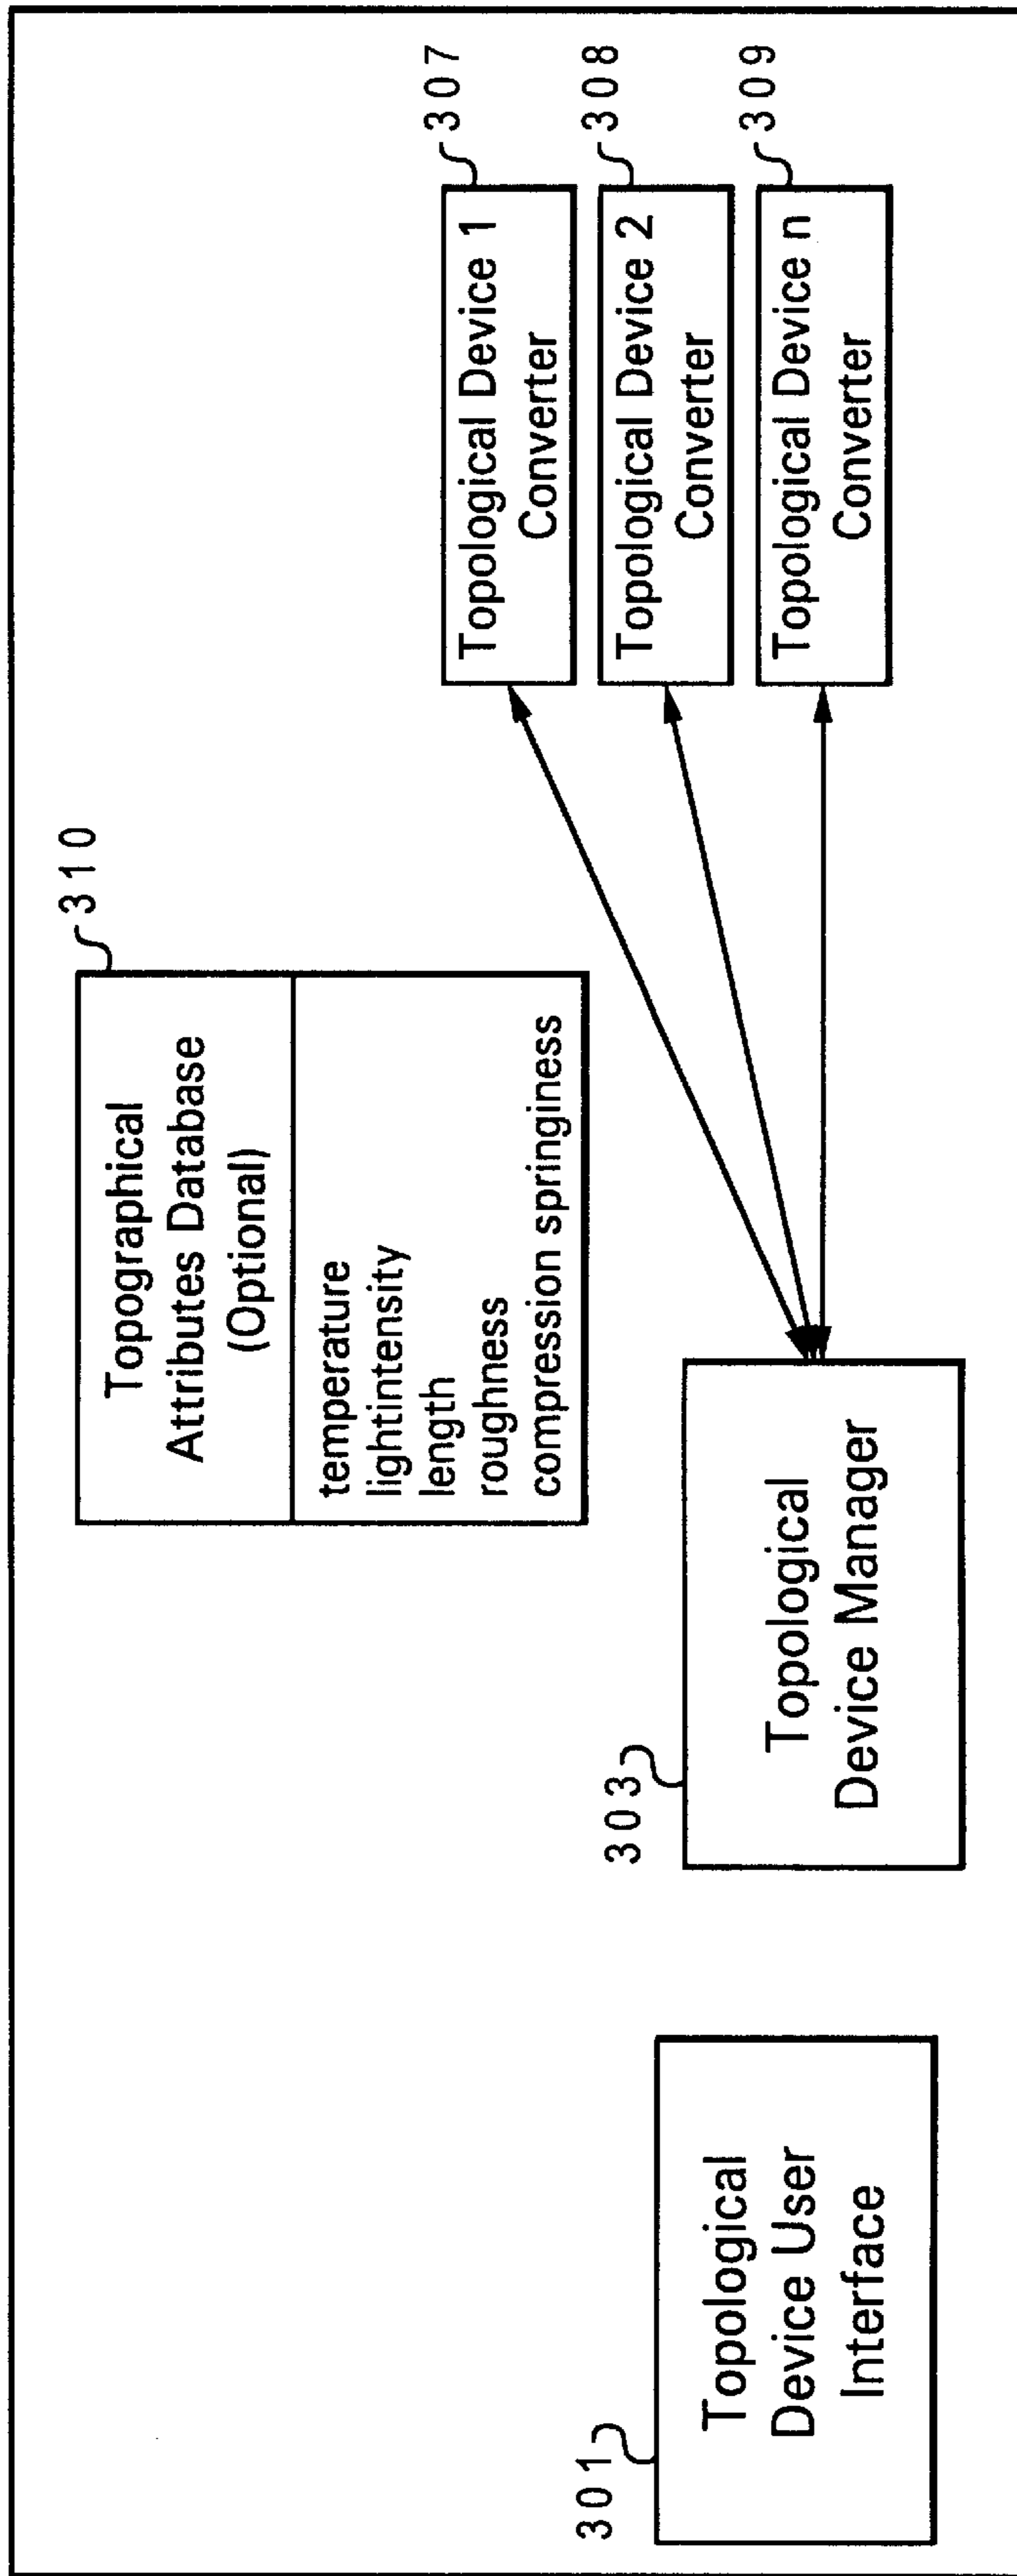 310
Topographical
Attributes Database
(Optional)
temperature
lightintensity
length
roughness
compression springiness
307
Topological Device 1
Converter
308
Topological Device 2
Converter
309
Topological Device n
Converter
303
Topological
Device Manager
301
Topological
Device User
Interface